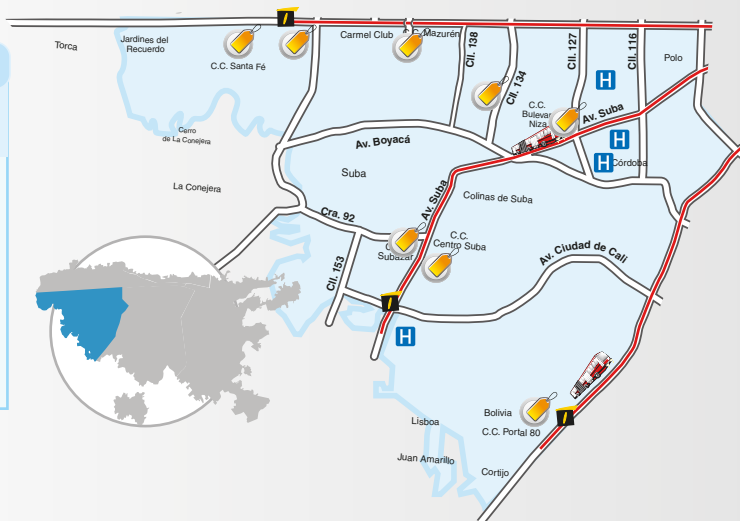 Torca
Jardines del
Recuerdo
C.C. Santa Fé
Carmel Club
C.C. Mazurén
Cll. 138
Cll. 134
Cll. 127
Cll. 116
Polo
C.C.
Bulevar
Niza
Av. Suba
Córdoba
Cerro
de La Conejera
La Conejera
Av. Boyacá
Suba
Cra. 92
Av. Suba
Colinas de Suba
C.C.
Centro Suba
Subazar
Cll. 153
Av. Ciudad de Cali
H
H
H
H
Bolivia
C.C. Portal 80
Lisboa
Juan Amarillo
Cortijo